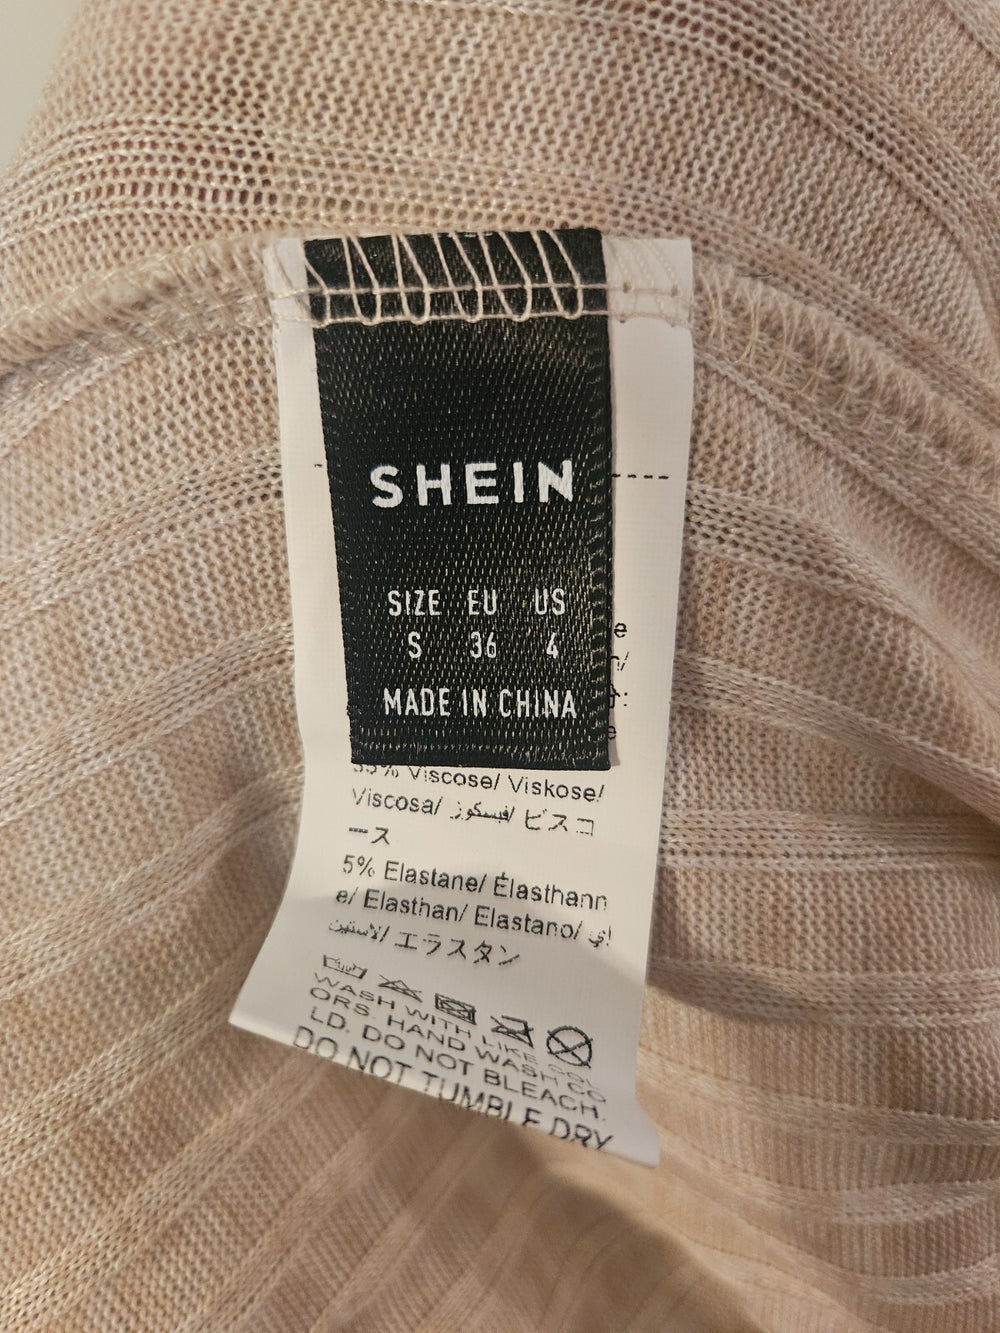 SHEIN
SIZE EU US
S 36 4
MADE IN CHINA
e
Viscose/ Viskose/
Viscosa/ فيسكوز/ ビスコ
ース
5% Elastane/ Élasthann
e/ Elasthan/ Elastano/ إي
لاستين/ エラスタン
WASH WITH LIKE COL
ORS. HAND WASH CO
LD. DO NOT BLEACH.
DO NOT TUMBLE DRY